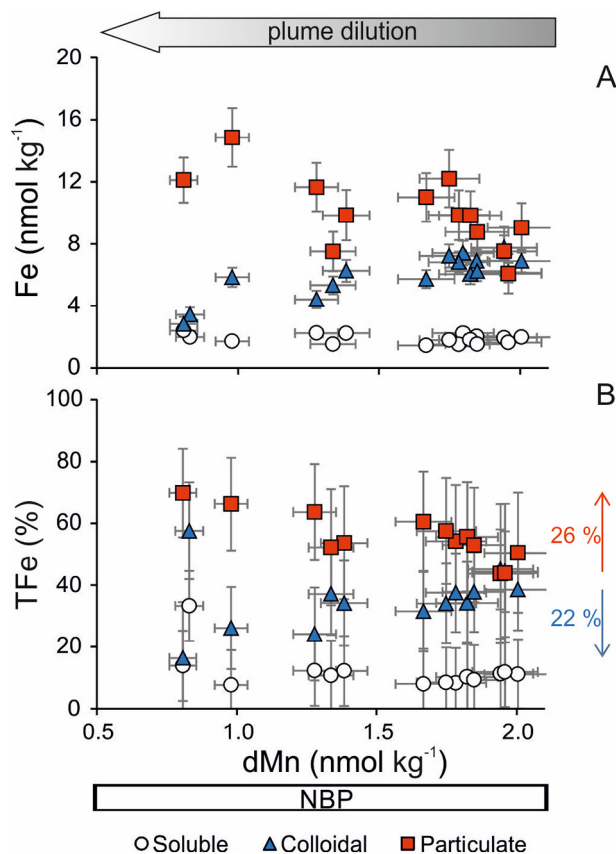 plume dilution
A
20
16
12
8
4
0
Fe (nmol kg⁻¹)
B
100
80
60
40
20
0
TFe (%)
26 %
22 %
0.5 1.0 1.5 2.0
dMn (nmol kg⁻¹)
NBP
Soluble Colloidal Particulate